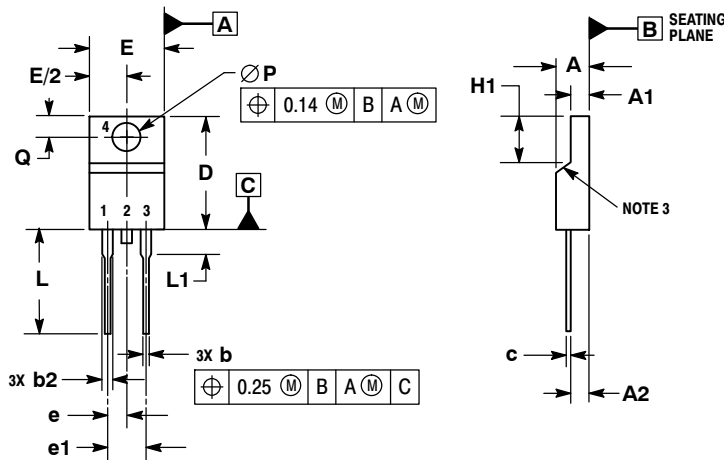 A
E
E/2
∅ P
⌖ 0.14 Ⓜ B A Ⓜ
4
Q
D
C
1 2 3
L
L1
3X b
3X b2
⌖ 0.25 Ⓜ B A Ⓜ C
e
e1
B SEATING
PLANE
A
H1
A1
NOTE 3
c
A2